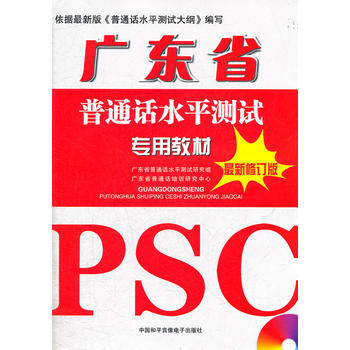 依据最新版《普通话水平测试大纲》编写
广东省
普通话水平测试
专用教材
最新修订版
广东省普通话水平测试研究组
广东省普通话培训研究中心
GUANGDONGSHENG
PUTONGHUA SHUIPING CESHI ZHUANYONG JIAOCAI
PSC
中国和平音像电子出版社